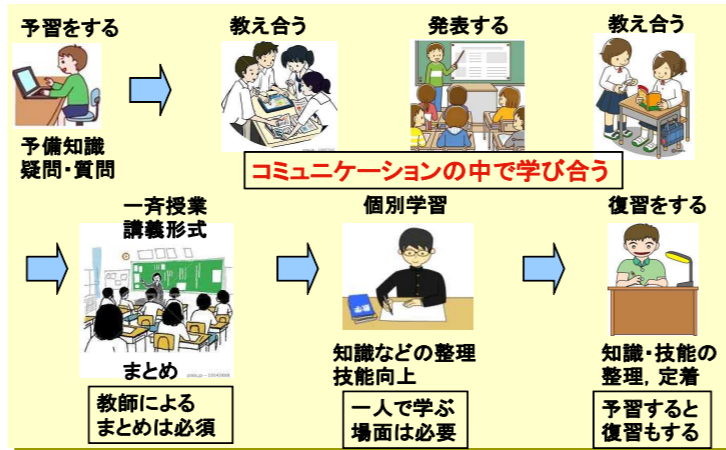 予習をする
教え合う
発表する
教え合う
予備知識
疑問・質問
コミュニケーションの中で学び合う
一斉授業
講義形式
個別学習
復習をする
まとめ
知識などの整理
技能向上
知識・技能の
整理，定着
教師による
まとめは必須
一人で学ぶ
場面は必要
予習すると
復習もする